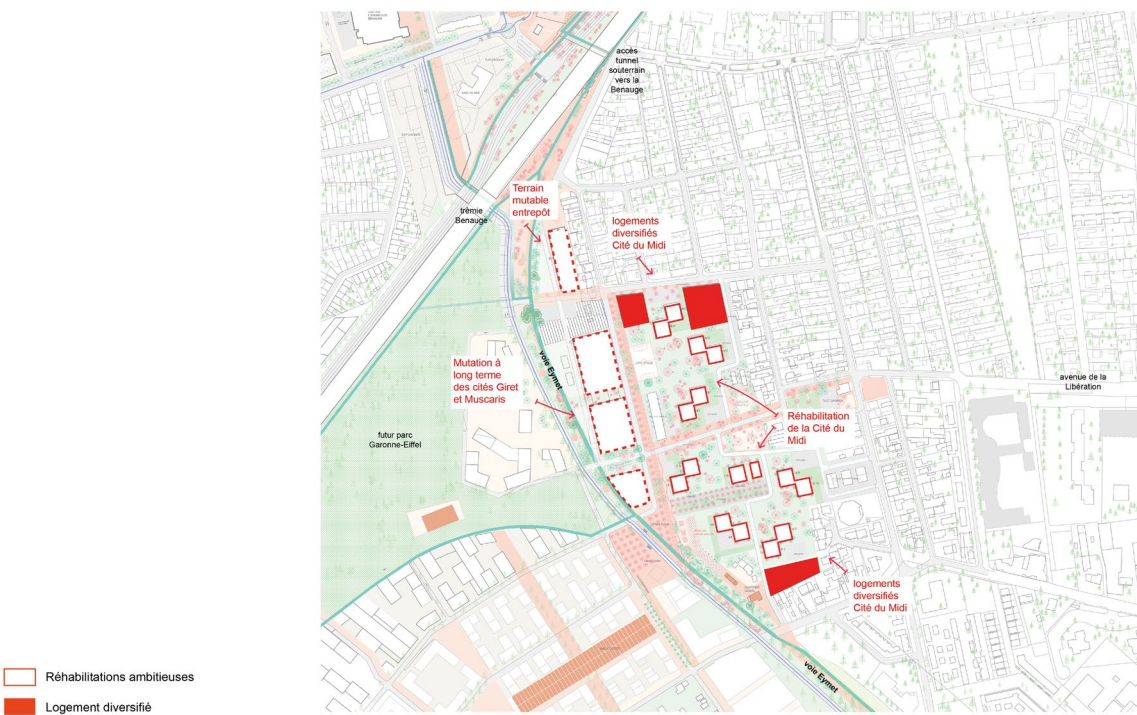 accès
tunnel
souterrain
vers la
Benauge
Terrain
mutable
entrepôt
trémie
Benauge
logements
diversifiés
Cité du Midi
voie Eymet
Mutation à
long terme
des cités Giret
et Muscaris
avenue de la
Libération
Réhabilitation
de la Cité du
Midi
futur parc
Garonne-Eiffel
logements
diversifiés
Cité du Midi
voie Eymet
Réhabilitations ambitieuses
Logement diversifié